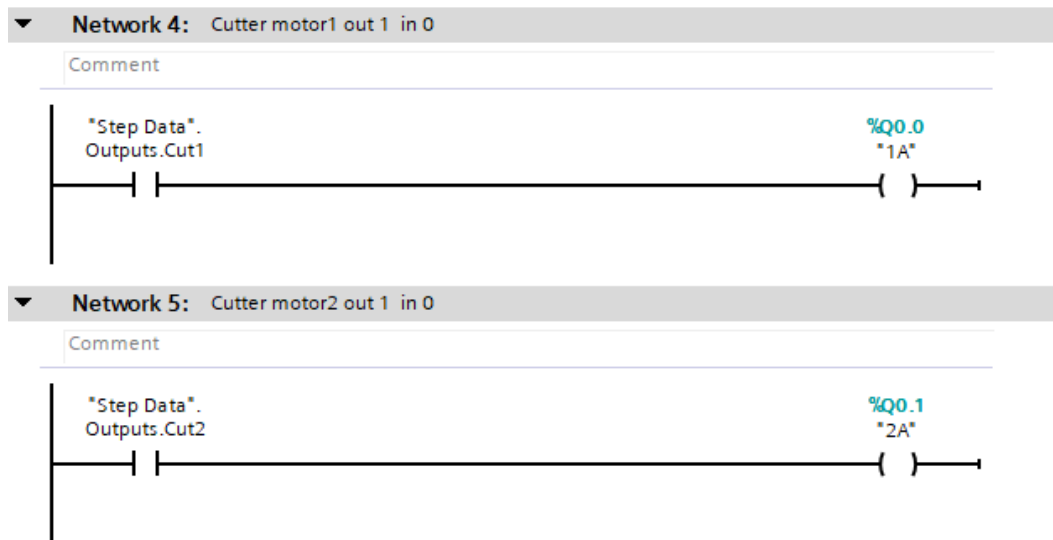 Network 4: Cutter motor1 out 1 in 0
Comment
"Step Data".
Outputs.Cut1
%Q0.0
"1A"
Network 5: Cutter motor2 out 1 in 0
Comment
"Step Data".
Outputs.Cut2
%Q0.1
"2A"